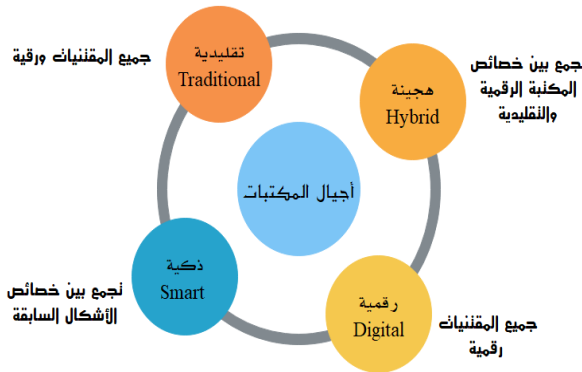 تقليدية
Traditional
جميع المقتنيات ورقية
هجينة
Hybrid
تجمع بين خصائص
المكتبة الرقمية
والتقليدية
أجيال المكتبات
رقمية
Digital
جميع المقتنيات
رقمية
ذكية
Smart
تجمع بين خصائص
الأشكال السابقة